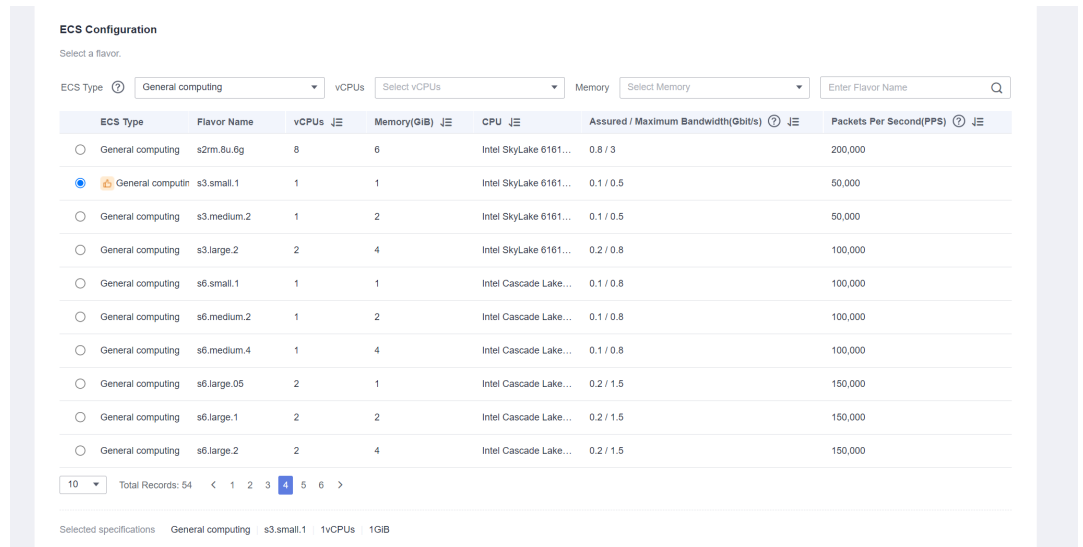 ECS Configuration
Select a flavor.
ECS Type ? General computing vCPUs Select vCPUs Memory Select Memory Enter Flavor Name
ECS Type Flavor Name vCPUs Memory(GiB) CPU Assured / Maximum Bandwidth(Gbit/s) ? Packets Per Second(PPS) ?
General computing s2rm.8u.6g 8 6 Intel SkyLake 6161... 0.8 / 3 200,000
General computin s3.small.1 1 1 Intel SkyLake 6161... 0.1 / 0.5 50,000
General computing s3.medium.2 1 2 Intel SkyLake 6161... 0.1 / 0.5 50,000
General computing s3.large.2 2 4 Intel SkyLake 6161... 0.2 / 0.8 100,000
General computing s6.small.1 1 1 Intel Cascade Lake... 0.1 / 0.8 100,000
General computing s6.medium.2 1 2 Intel Cascade Lake... 0.1 / 0.8 100,000
General computing s6.medium.4 1 4 Intel Cascade Lake... 0.1 / 0.8 100,000
General computing s6.large.05 2 1 Intel Cascade Lake... 0.2 / 1.5 150,000
General computing s6.large.1 2 2 Intel Cascade Lake... 0.2 / 1.5 150,000
General computing s6.large.2 2 4 Intel Cascade Lake... 0.2 / 1.5 150,000
10 Total Records: 54 < 1 2 3 4 5 6 >
Selected specifications General computing s3.small.1 1vCPUs 1GiB